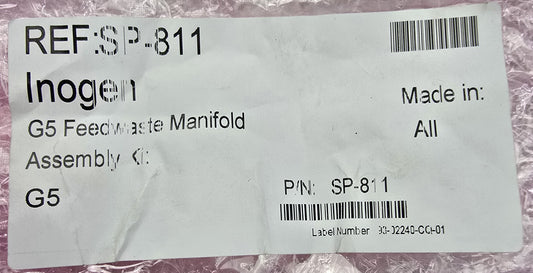 REF:SP-811
Inogen
G5 Feedwaste Manifold
Assembly Kit
G5
Made in:
All
P/N: SP-811
Label Number